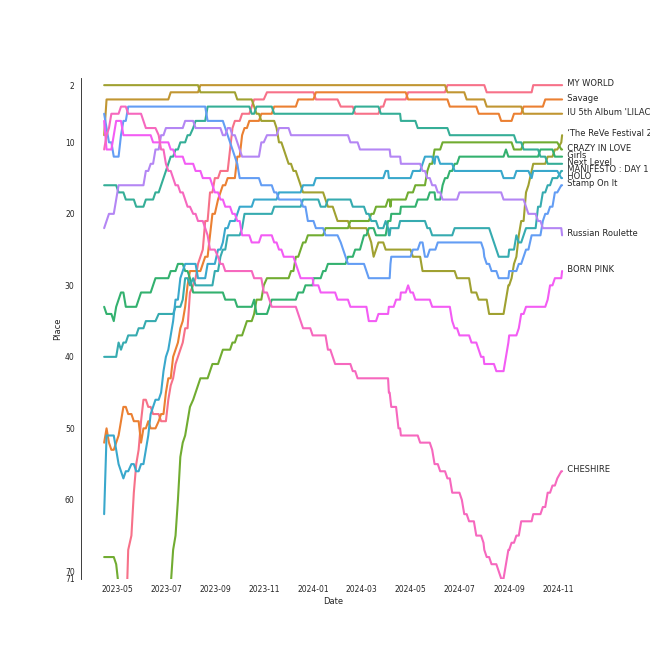 2
10
20
30
40
50
60
70
71
Place
2023-05
2023-07
2023-09
2023-11
2024-01
2024-03
2024-05
2024-07
2024-09
2024-11
Date
MY WORLD
Savage
IU 5th Album 'LILAC
'The ReVe Festival 2
CRAZY IN LOVE
Girls
Next Level
MANIFESTO : DAY 1
HOLO
Stamp On It
Russian Roulette
BORN PINK
CHESHIRE